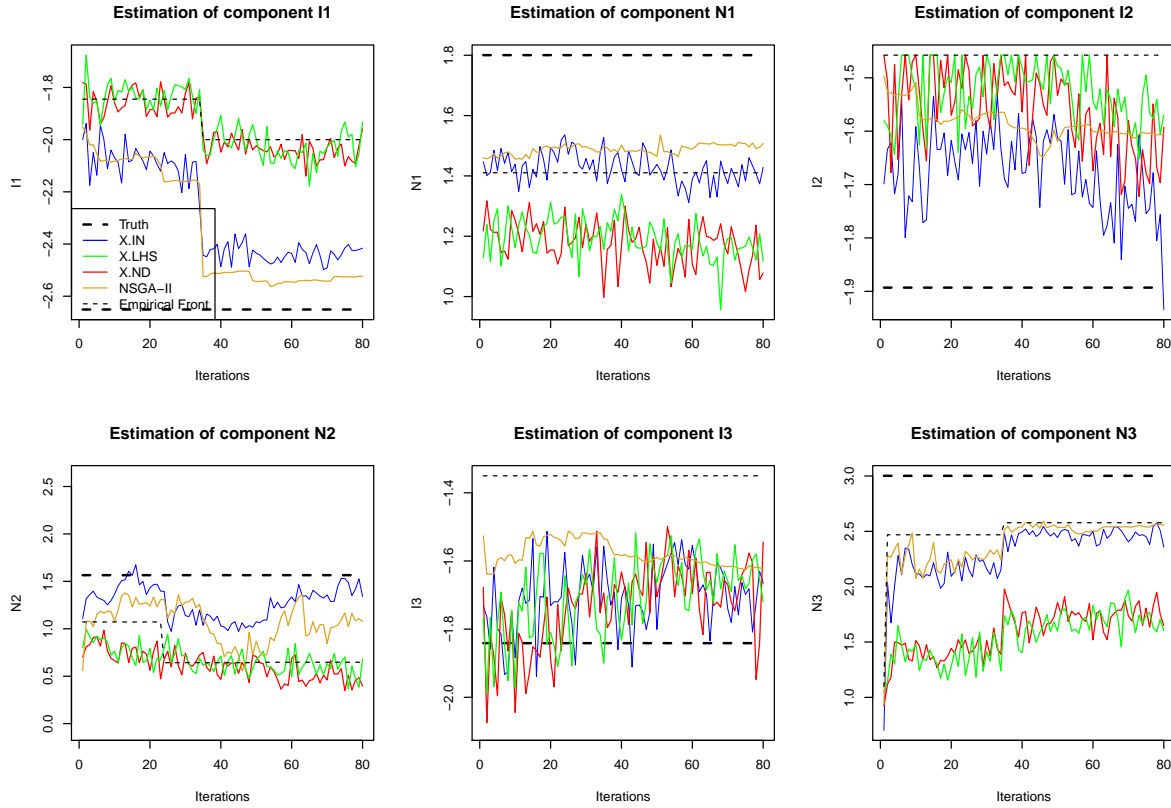 Estimation of component I1
I1
−1.8
−2.0
−2.2
−2.4
−2.6
Truth
X.IN
X.LHS
X.ND
NSGA−II
Empirical Front
0 20 40 60 80
Iterations
Estimation of component N1
N1
1.8
1.6
1.4
1.2
1.0
0 20 40 60 80
Iterations
Estimation of component I2
I2
−1.5
−1.6
−1.7
−1.8
−1.9
0 20 40 60 80
Iterations
Estimation of component N2
N2
2.5
2.0
1.5
1.0
0.5
0.0
0 20 40 60 80
Iterations
Estimation of component I3
I3
−1.4
−1.6
−1.8
−2.0
0 20 40 60 80
Iterations
Estimation of component N3
N3
3.0
2.5
2.0
1.5
1.0
0 20 40 60 80
Iterations